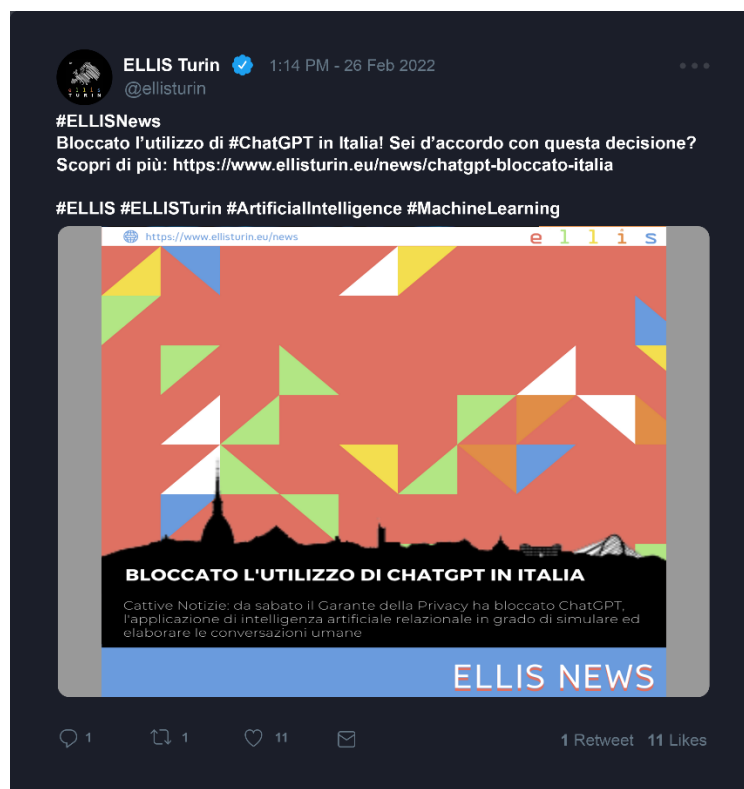 ELLIS Turin 1:14 PM - 26 Feb 2022
@ellisturin
#ELLISNews
Bloccato l'utilizzo di #ChatGPT in Italia! Sei d'accordo con questa decisione?
Scopri di più: https://www.ellisturin.eu/news/chatgpt-bloccato-italia
#ELLIS #ELLISTurin #ArtificialIntelligence #MachineLearning
https://www.ellisturin.eu/news ellis
BLOCCATO L'UTILIZZO DI CHATGPT IN ITALIA
Cattive Notizie: da sabato il Garante della Privacy ha bloccato ChatGPT,
l'applicazione di intelligenza artificiale relazionale in grado di simulare ed
elaborare le conversazioni umane
ELLIS NEWS
1 1 11 1 Retweet 11 Likes